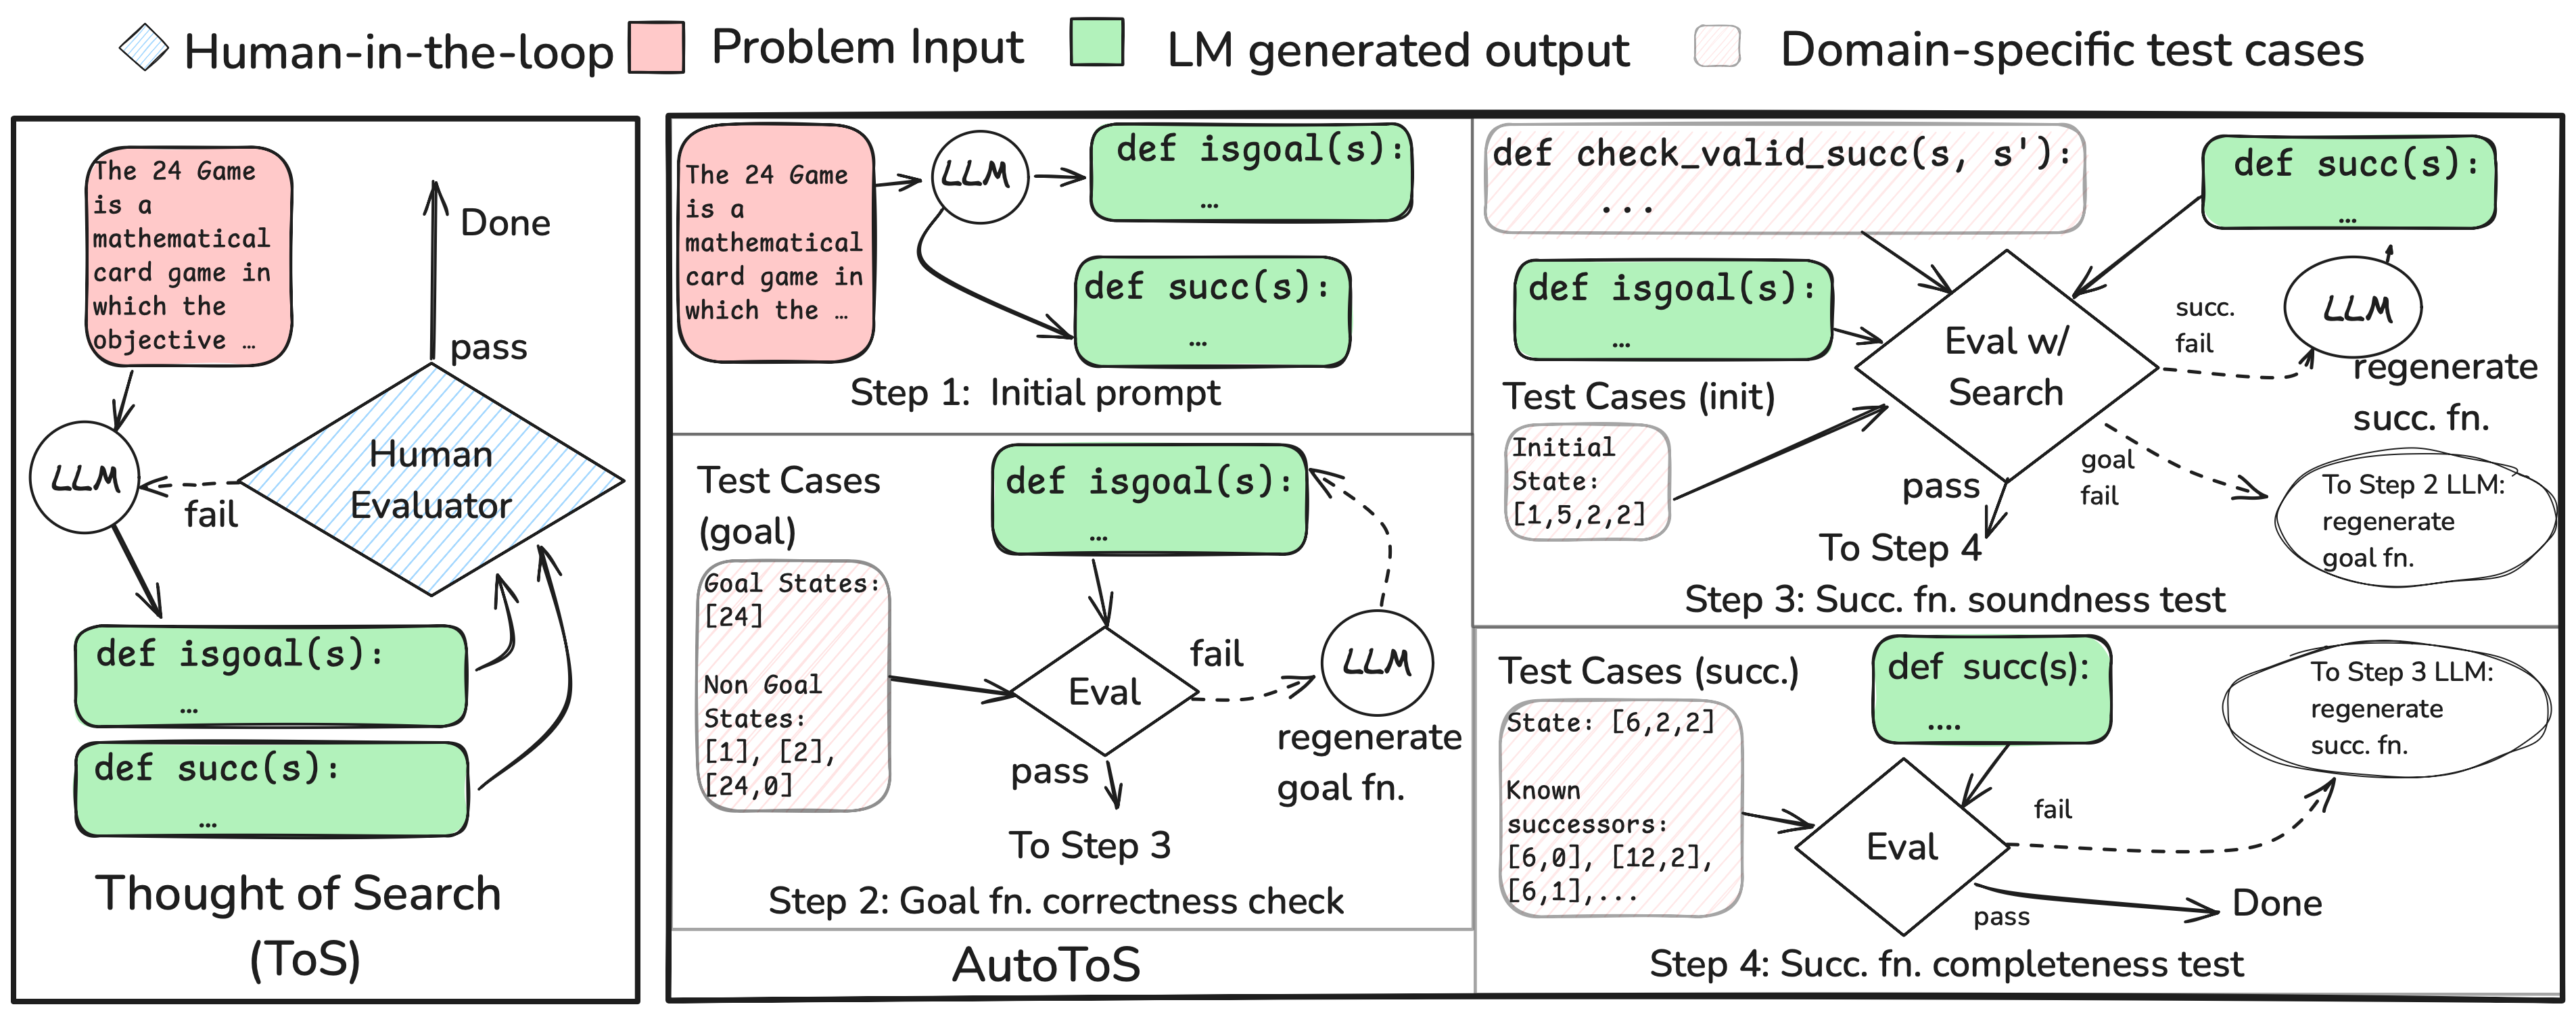 Human-in-the-loop
Problem Input
LM generated output
Domain-specific test cases
The 24 Game
is a
mathematical
card game in
which the
objective …
LLM
Done
pass
Human
Evaluator
fail
def isgoal(s):
…
def succ(s):
…
Thought of Search
(ToS)
The 24 Game
is a
mathematical
card game in
which the …
LLM
def isgoal(s):
…
def succ(s):
…
Step 1: Initial prompt
Test Cases
(goal)
Goal States:
[24]
Non Goal
States:
[1], [2],
[24,0]
def isgoal(s):
…
Eval
fail
LLM
regenerate
goal fn.
pass
To Step 3
Step 2: Goal fn. correctness check
AutoToS
def check_valid_succ(s, s'):
...
def succ(s):
…
def isgoal(s):
…
Test Cases (init)
Initial
State:
[1,5,2,2]
Eval w/
Search
succ.
fail
LLM
regenerate
succ. fn.
goal
fail
To Step 2 LLM:
regenerate
goal fn.
pass
To Step 4
Step 3: Succ. fn. soundness test
Test Cases (succ.)
State: [6,2,2]
Known
successors:
[6,0], [12,2],
[6,1],...
def succ(s):
....
Eval
fail
To Step 3 LLM:
regenerate
succ. fn.
pass
Done
Step 4: Succ. fn. completeness test